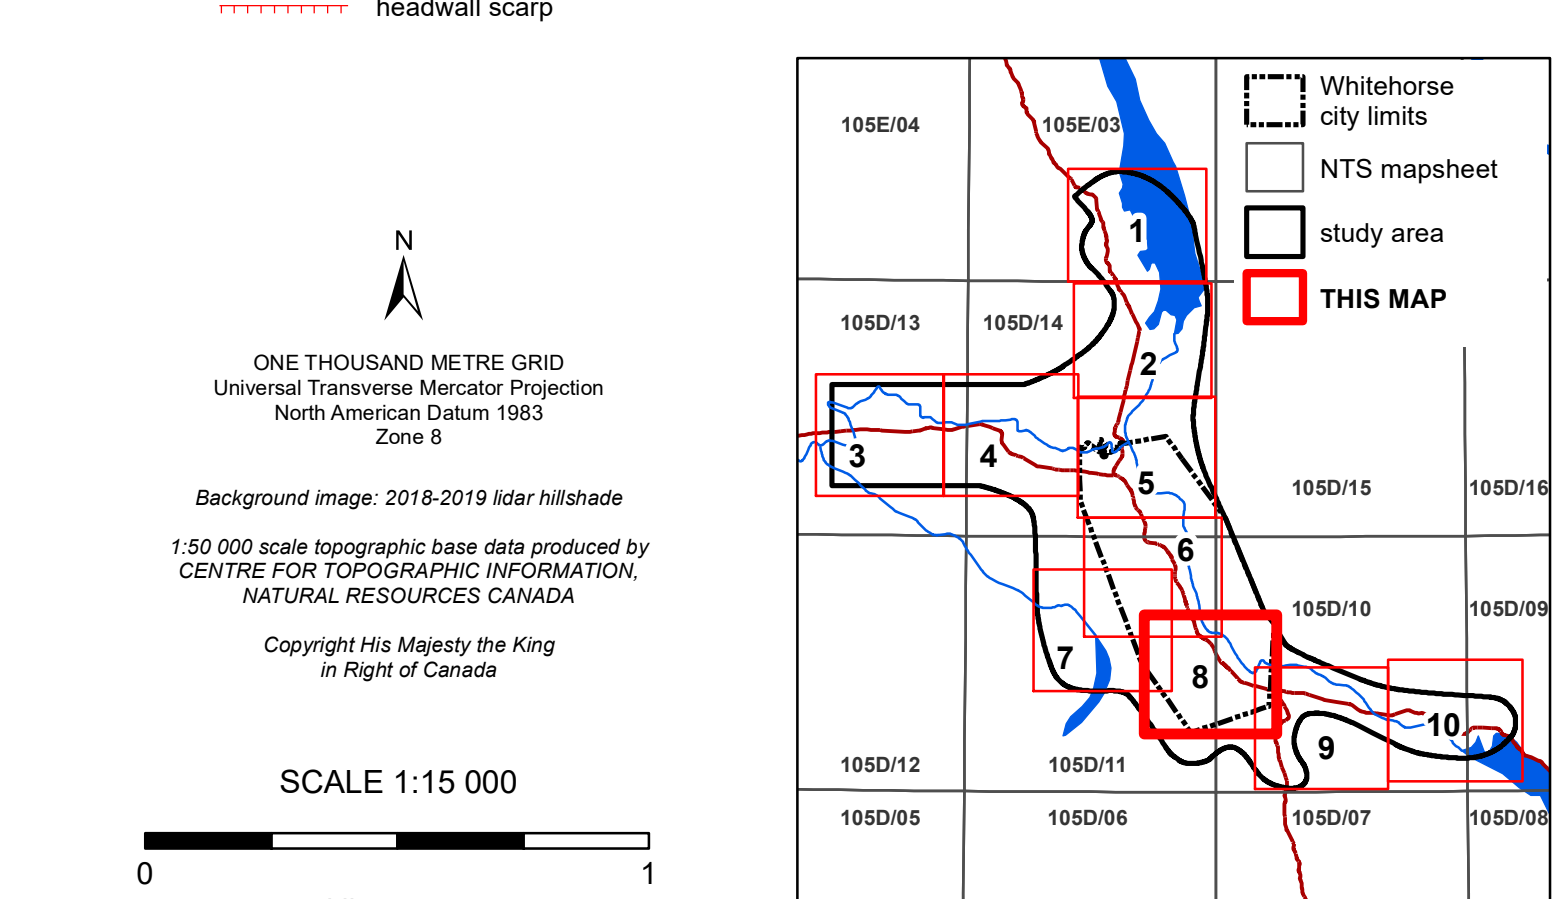 headwall scarp
N
ONE THOUSAND METRE GRID
Universal Transverse Mercator Projection
North American Datum 1983
Zone 8
Background image: 2018-2019 lidar hillshade
1:50 000 scale topographic base data produced by
CENTRE FOR TOPOGRAPHIC INFORMATION,
NATURAL RESOURCES CANADA
Copyright His Majesty the King
in Right of Canada
SCALE 1:15 000
0 1
Whitehorse
city limits
NTS mapsheet
study area
THIS MAP
105E/04 105E/03
1
105D/13 105D/14
2
3 4
5
105D/15 105D/16
6
105D/10 105D/09
7 8
10
9
105D/12 105D/11
105D/05 105D/06 105D/07 105D/08